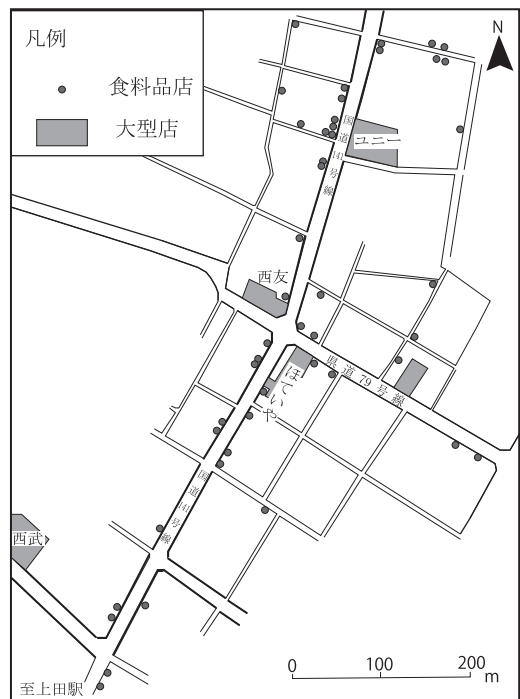 凡例
食料品店
大型店
N
国道141号線
ユニー
西友
県道79号線
ほていや
国道141号線
西武
至上田駅
0 100 200 m